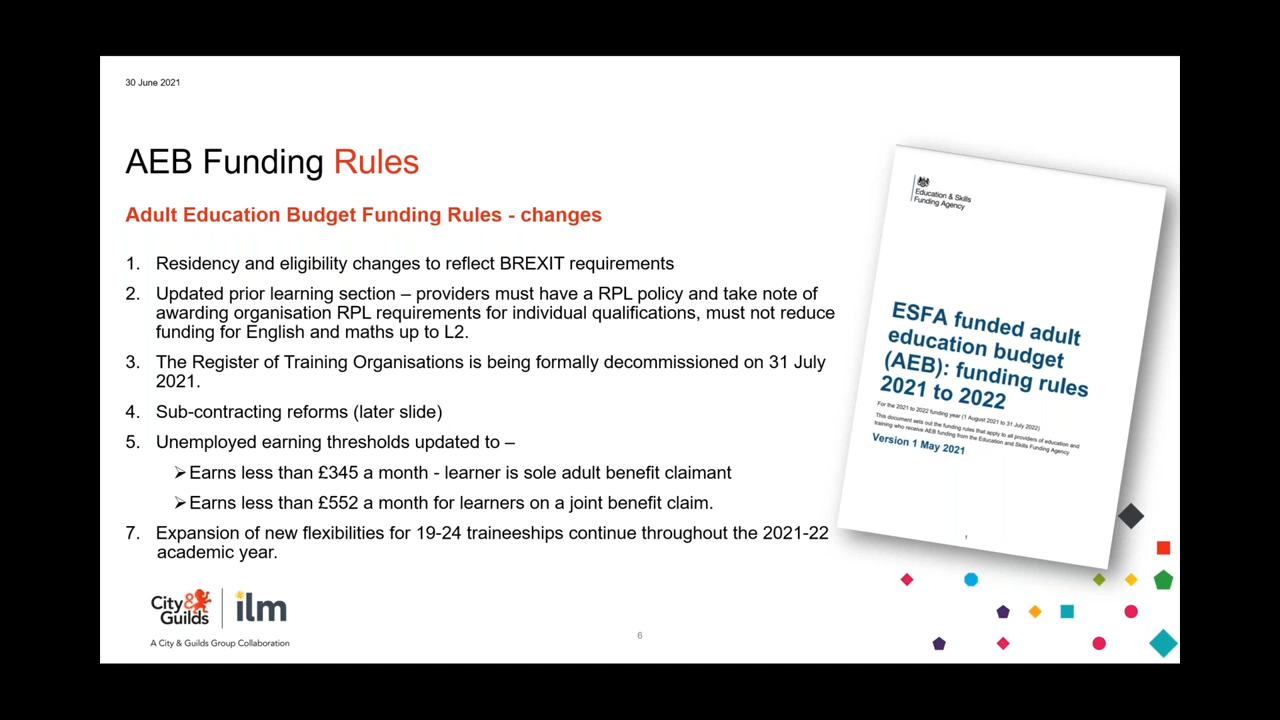 30 June 2021
AEB Funding Rules
Adult Education Budget Funding Rules - changes
1. Residency and eligibility changes to reflect BREXIT requirements
2. Updated prior learning section – providers must have a RPL policy and take note of
awarding organisation RPL requirements for individual qualifications, must not reduce
funding for English and maths up to L2.
3. The Register of Training Organisations is being formally decommissioned on 31 July
2021.
4. Sub-contracting reforms (later slide)
5. Unemployed earning thresholds updated to –
➢Earns less than £345 a month - learner is sole adult benefit claimant
➢Earns less than £552 a month for learners on a joint benefit claim.
7. Expansion of new flexibilities for 19-24 traineeships continue throughout the 2021-22
academic year.
Education & Skills
Funding Agency
ESFA funded adult
education budget
(AEB): funding rules
2021 to 2022
For the 2021 to 2022 funding year (1 August 2021 to 31 July 2022)
This document sets out the funding rules that apply to all providers of education and
training who receive AEB funding from the Education and Skills Funding Agency
Version 1 May 2021
1
City&
Guilds
ilm
A City & Guilds Group Collaboration
6